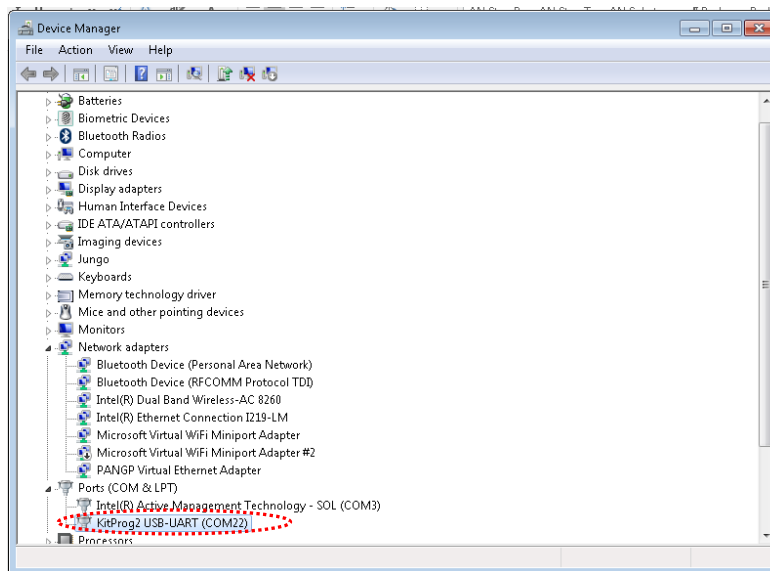 Device Manager
File Action View Help
Batteries
Biometric Devices
Bluetooth Radios
Computer
Disk drives
Display adapters
Human Interface Devices
IDE ATA/ATAPI controllers
Imaging devices
Jungo
Keyboards
Memory technology driver
Mice and other pointing devices
Monitors
Network adapters
Bluetooth Device (Personal Area Network)
Bluetooth Device (RFCOMM Protocol TDI)
Intel(R) Dual Band Wireless-AC 8260
Intel(R) Ethernet Connection I219-LM
Microsoft Virtual WiFi Miniport Adapter
Microsoft Virtual WiFi Miniport Adapter #2
PANGP Virtual Ethernet Adapter
Ports (COM & LPT)
Intel(R) Active Management Technology - SOL (COM3)
KitProg2 USB-UART (COM22)
Processors